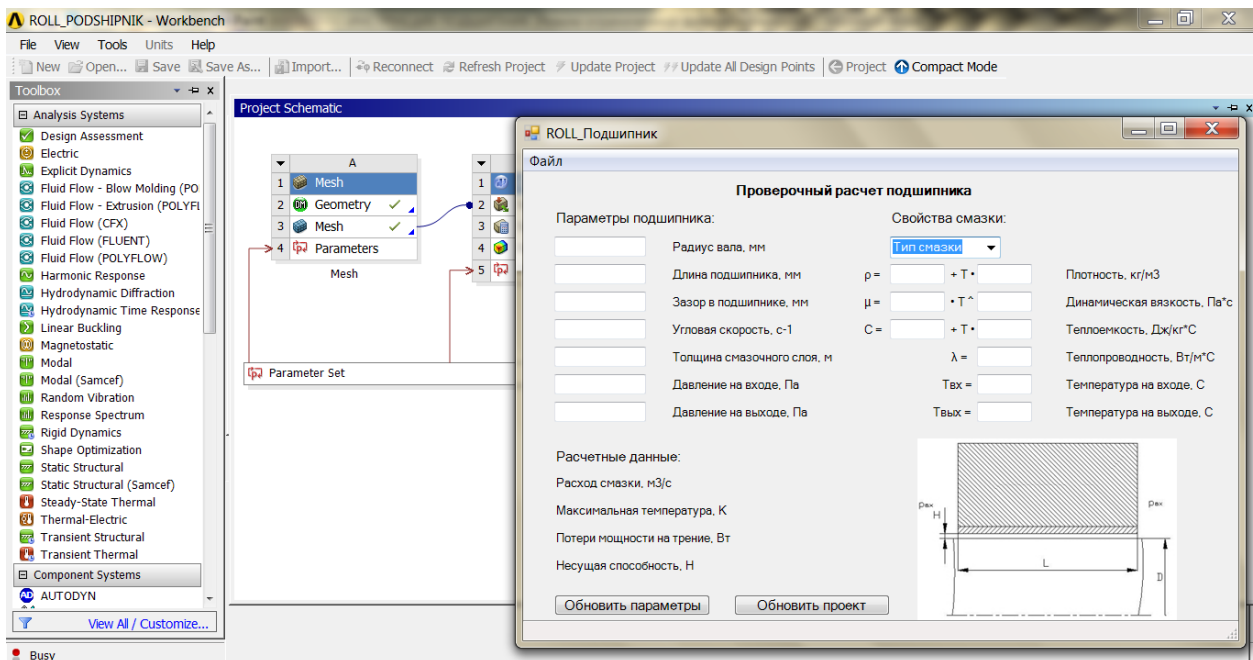 ROLL_PODSHIPNIK - Workbench
File View Tools Units Help
New Open... Save Save As... Import... Reconnect Refresh Project Update Project Update All Design Points Project Compact Mode
Toolbox
Analysis Systems
Design Assessment
Electric
Explicit Dynamics
Fluid Flow - Blow Molding (PO
Fluid Flow - Extrusion (POLYFL
Fluid Flow (CFX)
Fluid Flow (FLUENT)
Fluid Flow (POLYFLOW)
Harmonic Response
Hydrodynamic Diffraction
Hydrodynamic Time Response
Linear Buckling
Magnetostatic
Modal
Modal (Samcef)
Random Vibration
Response Spectrum
Rigid Dynamics
Shape Optimization
Static Structural
Static Structural (Samcef)
Steady-State Thermal
Thermal-Electric
Transient Structural
Transient Thermal
Component Systems
AUTODYN
View All / Customize...
Busy
Project Schematic
A
1 Mesh
2 Geometry
3 Mesh
4 Parameters
Mesh
1
2
3
4
5
Parameter Set
ROLL_Подшипник
Файл
Проверочный расчет подшипника
Параметры подшипника: Свойства смазки:
Радиус вала, мм Тип смазки
Длина подшипника, мм ρ = + T • Плотность, кг/м3
Зазор в подшипнике, мм μ = • T^ Динамическая вязкость, Па*с
Угловая скорость, с-1 C = + T • Теплоемкость, Дж/кг*С
Толщина смазочного слоя, м λ = Теплопроводность, Вт/м*С
Давление на входе, Па Твх = Температура на входе, С
Давление на выходе, Па Твых = Температура на выходе, С
Расчетные данные:
Расход смазки, м3/с
Максимальная температура, К
Потери мощности на трение, Вт
Несущая способность, Н
Pвх
H
Pвх
L
D
Обновить параметры Обновить проект